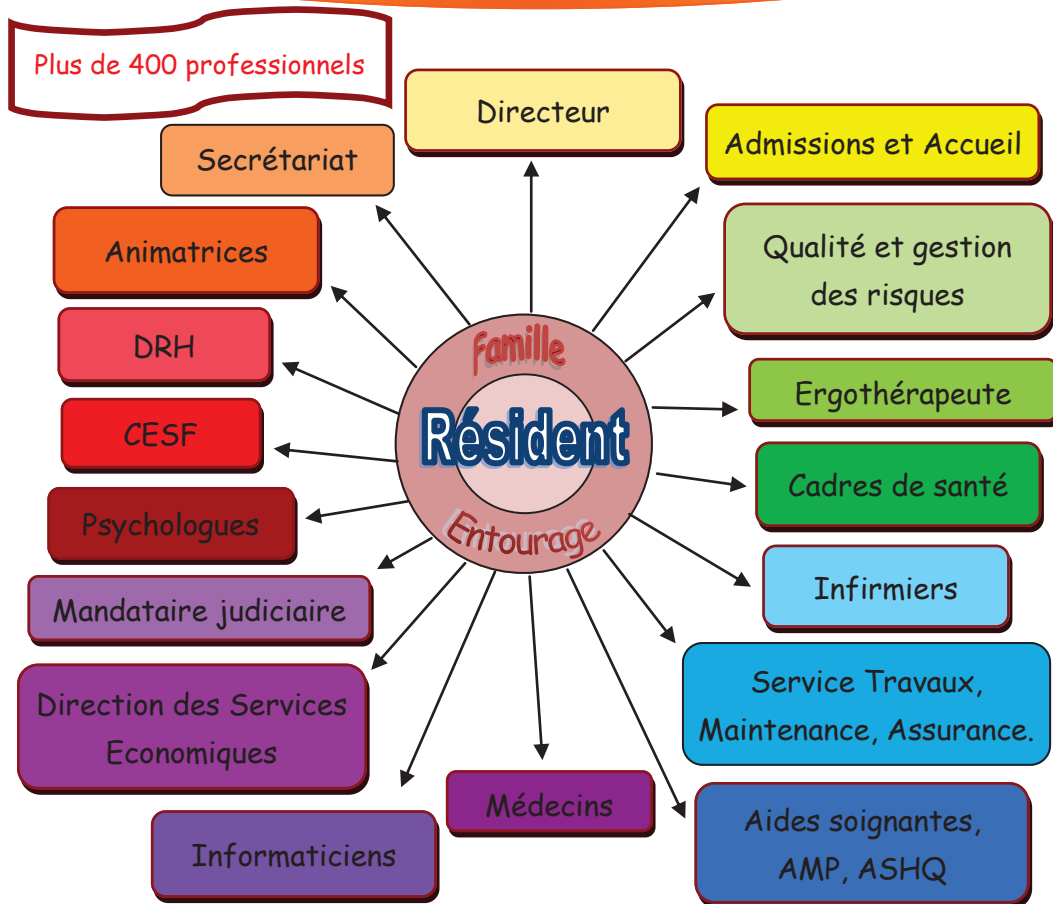 Plus de 400 professionnels
Directeur
Secrétariat
Admissions et Accueil
Animatrices
Qualité et gestion
des risques
DRH
Famille
Ergothérapeute
CESF
Résident
Cadres de santé
Psychologues
Entourage
Infirmiers
Mandataire judiciaire
Service Travaux,
Maintenance, Assurance.
Direction des Services
Economiques
Médecins
Aides soignantes,
AMP, ASHQ
Informaticiens